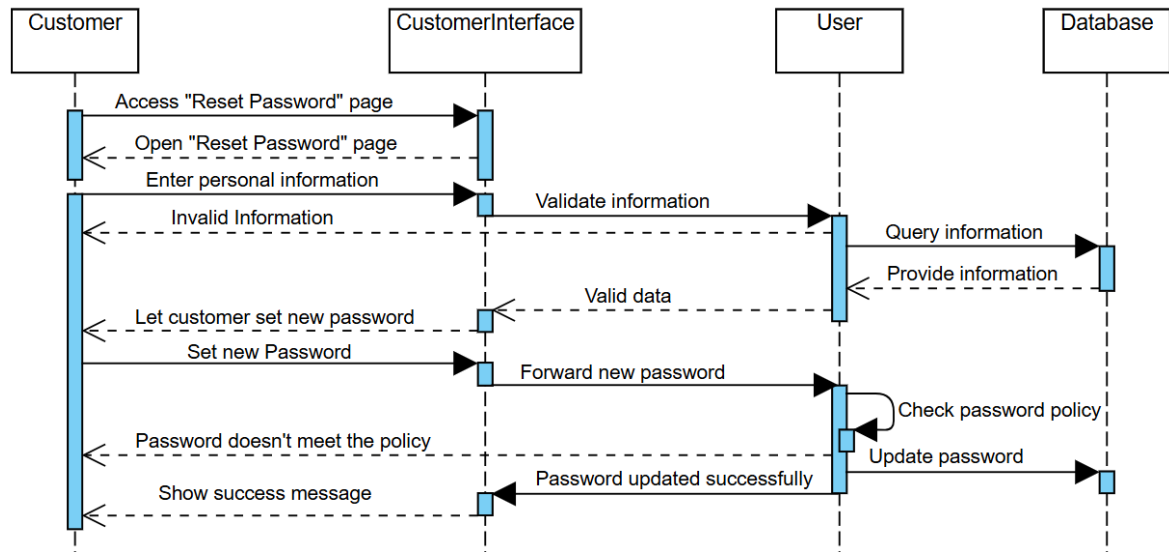 Customer
CustomerInterface
User
Database
Access "Reset Password" page
Open "Reset Password" page
Enter personal information
Validate information
Invalid Information
Query information
Provide information
Valid data
Let customer set new password
Set new Password
Forward new password
Check password policy
Password doesn't meet the policy
Update password
Password updated successfully
Show success message